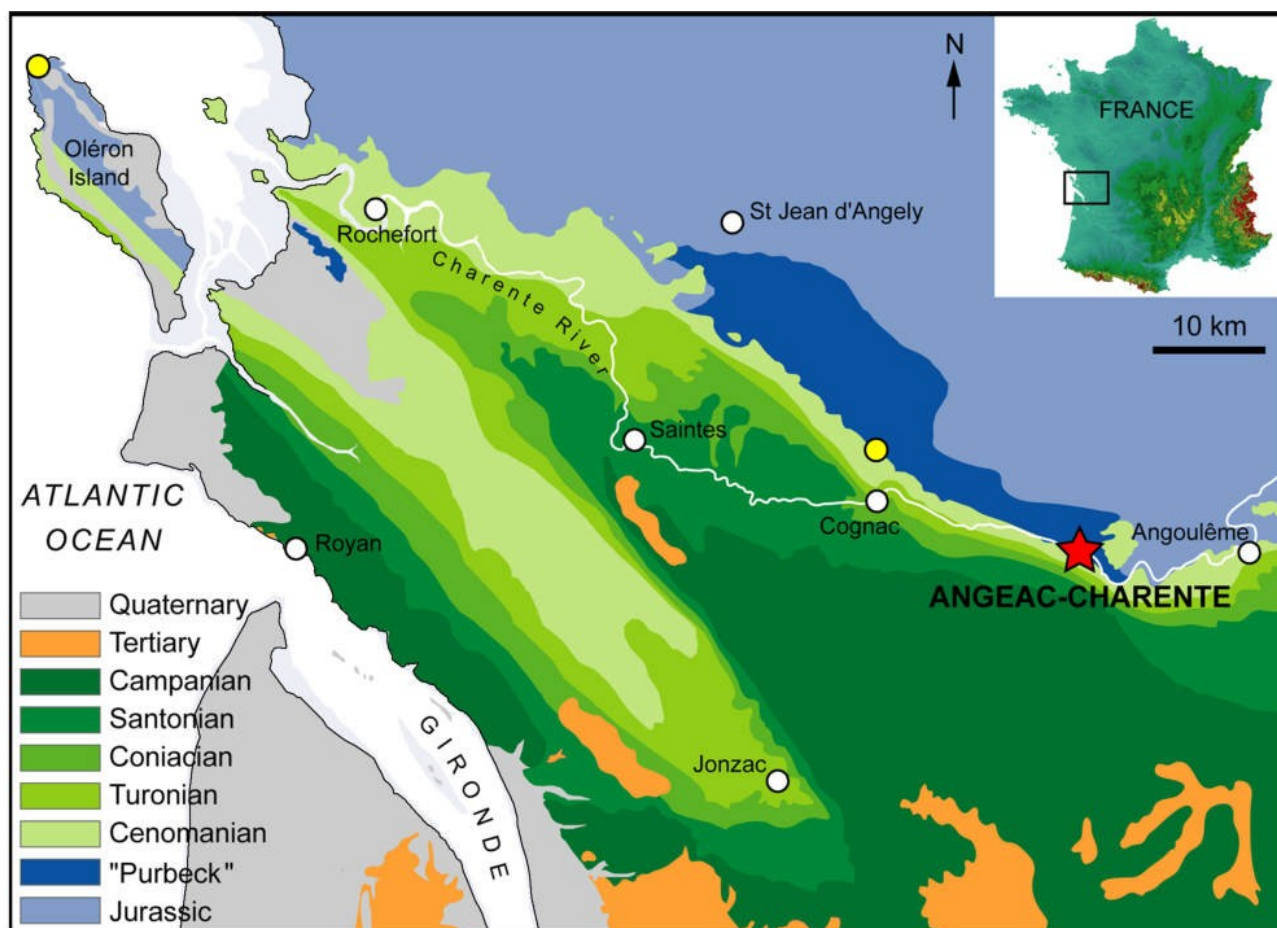 N
FRANCE
10 km
Oléron
Island
Rochefort
St Jean d'Angely
Charente River
Saintes
Cognac
Angoulême
ANGEAC-CHARENTE
ATLANTIC
OCEAN
Royan
GIRONDE
Jonzac
Quaternary
Tertiary
Campanian
Santonian
Coniacian
Turonian
Cenomanian
"Purbeck"
Jurassic